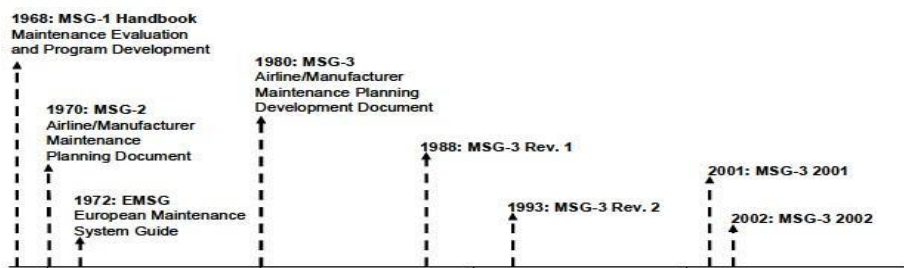 1968: MSG-1 Handbook
Maintenance Evaluation
and Program Development
1970: MSG-2
Airline/Manufacturer
Maintenance
Planning Document
1972: EMSG
European Maintenance
System Guide
1980: MSG-3
Airline/Manufacturer
Maintenance Planning
Development Document
1988: MSG-3 Rev. 1
1993: MSG-3 Rev. 2
2001: MSG-3 2001
2002: MSG-3 2002